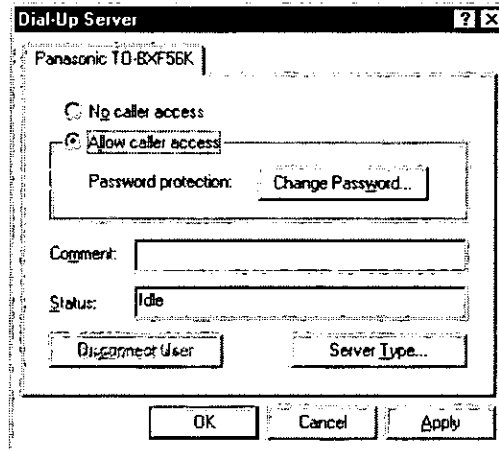 Dial-Up Server
Panasonic TO-BXF56K
No caller access
Allow caller access
Password protection: Change Password...
Comment:
Status: Idle
Disconnect User Server Type...
OK Cancel Apply